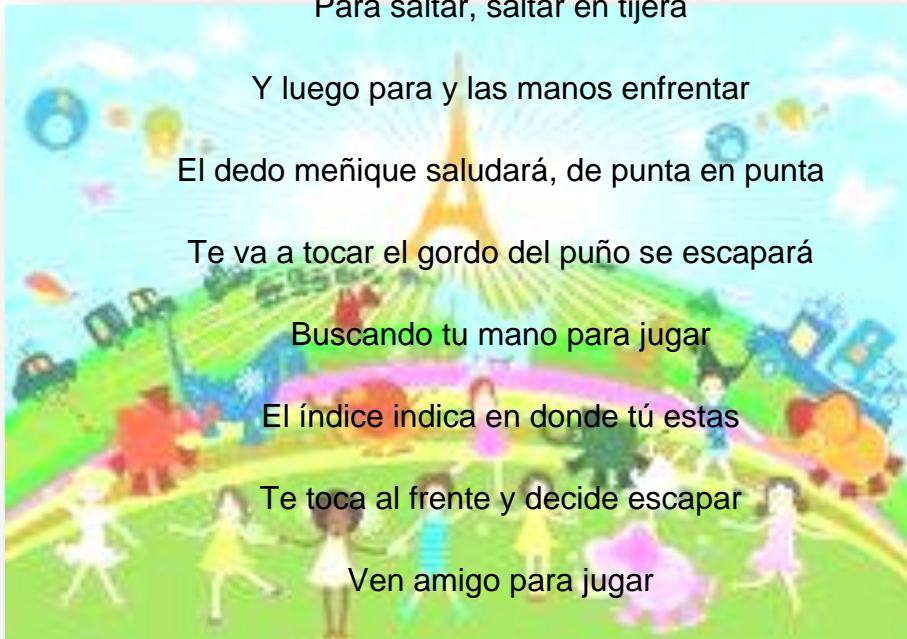 Para saltar, saltar en tijera
Y luego para y las manos enfrentar
El dedo meñique saludará, de punta en punta
Te va a tocar el gordo del puño se escapará
Buscando tu mano para jugar
El índice indica en donde tú estas
Te toca al frente y decide escapar
Ven amigo para jugar